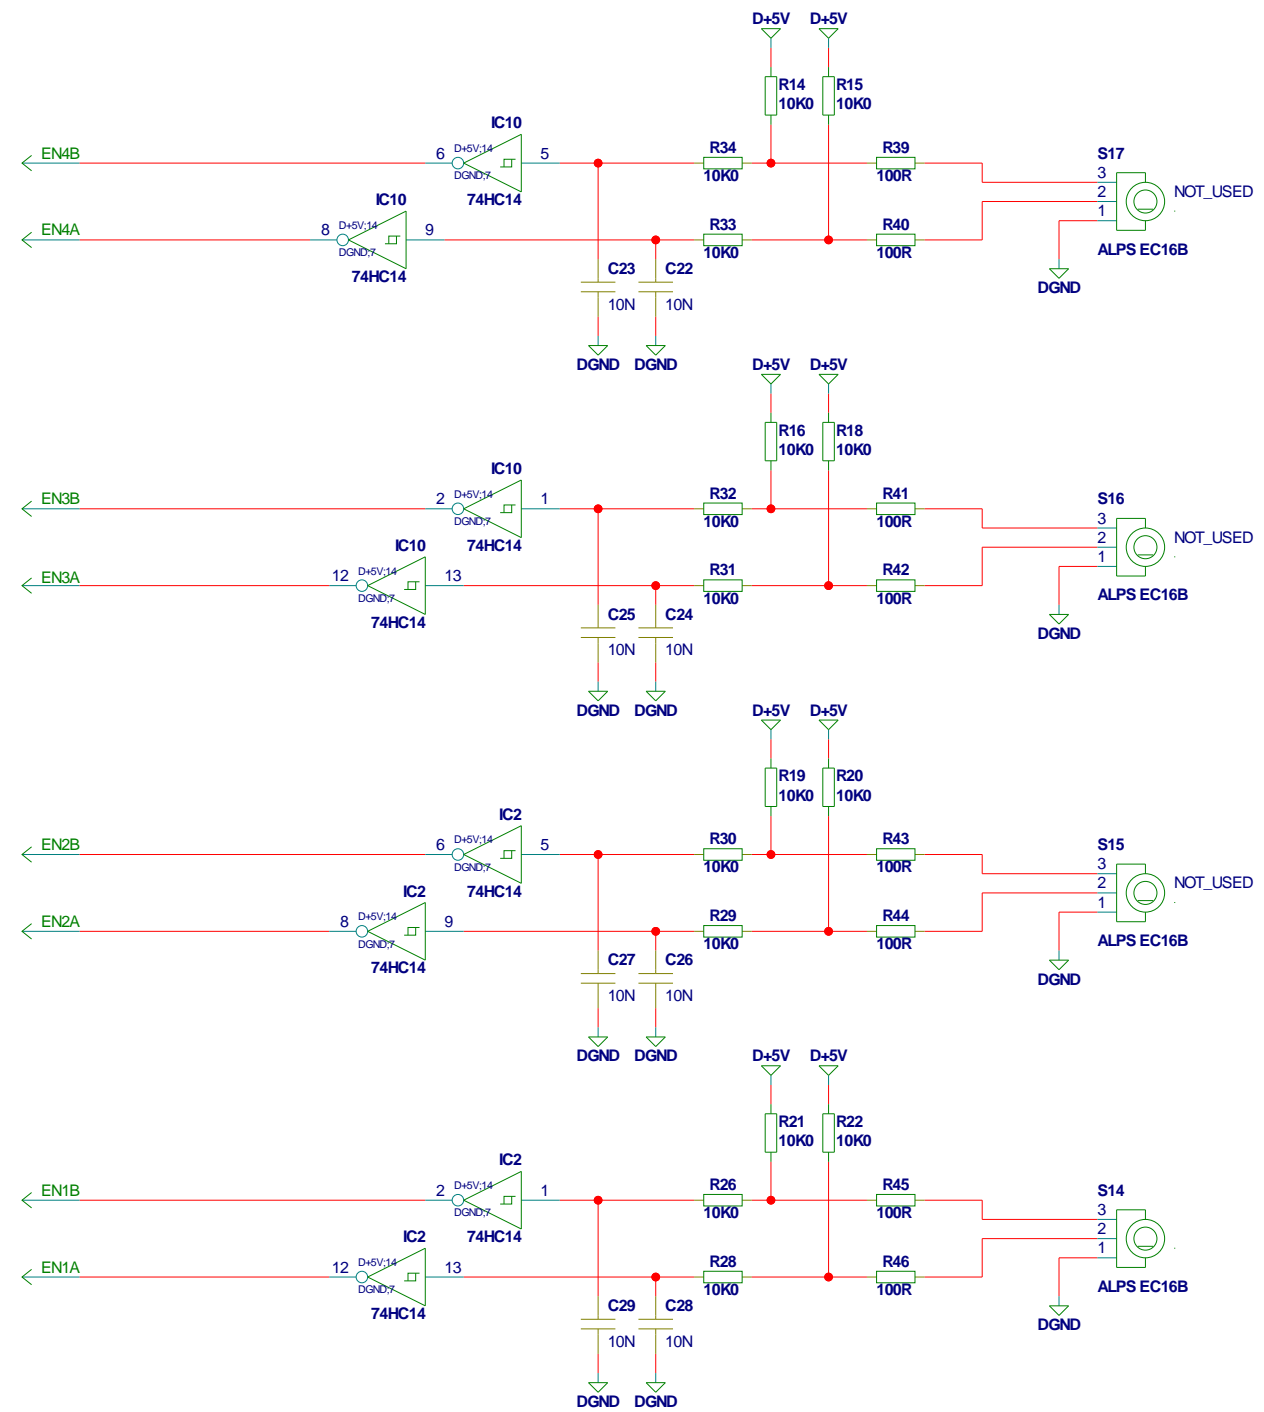 D+5V D+5V
R14 R15
10K0 10K0
IC10
EN4B 6 D+5V;14 5 R34 R39 S17
DGND;7 10K0 100R 3
74HC14 2 NOT_USED
IC10 1
EN4A 8 D+5V;14 9 R33 R40
DGND;7 10K0 100R ALPS EC16B
74HC14 C23 C22 DGND
10N 10N
DGND DGND
D+5V D+5V
R16 R18
10K0 10K0
IC10
EN3B 2 D+5V;14 1 R32 R41 S16
DGND;7 10K0 100R 3
74HC14 2 NOT_USED
IC10 1
EN3A 12 D+5V;14 13 R31 R42
DGND;7 10K0 100R ALPS EC16B
74HC14 C25 C24 DGND
10N 10N
DGND DGND
D+5V D+5V
R19 R20
10K0 10K0
IC2
EN2B 6 D+5V;14 5 R30 R43 S15
DGND;7 10K0 100R 3
74HC14 2 NOT_USED
IC2 1
EN2A 8 D+5V;14 9 R29 R44
DGND;7 10K0 100R ALPS EC16B
74HC14 C27 C26 DGND
10N 10N
DGND DGND
D+5V D+5V
R21 R22
10K0 10K0
IC2
EN1B 2 D+5V;14 1 R26 R45 S14
DGND;7 10K0 100R 3
74HC14 2
IC2 1
EN1A 12 D+5V;14 13 R28 R46
DGND;7 10K0 100R ALPS EC16B
74HC14 C29 C28 DGND
10N 10N
DGND DGND